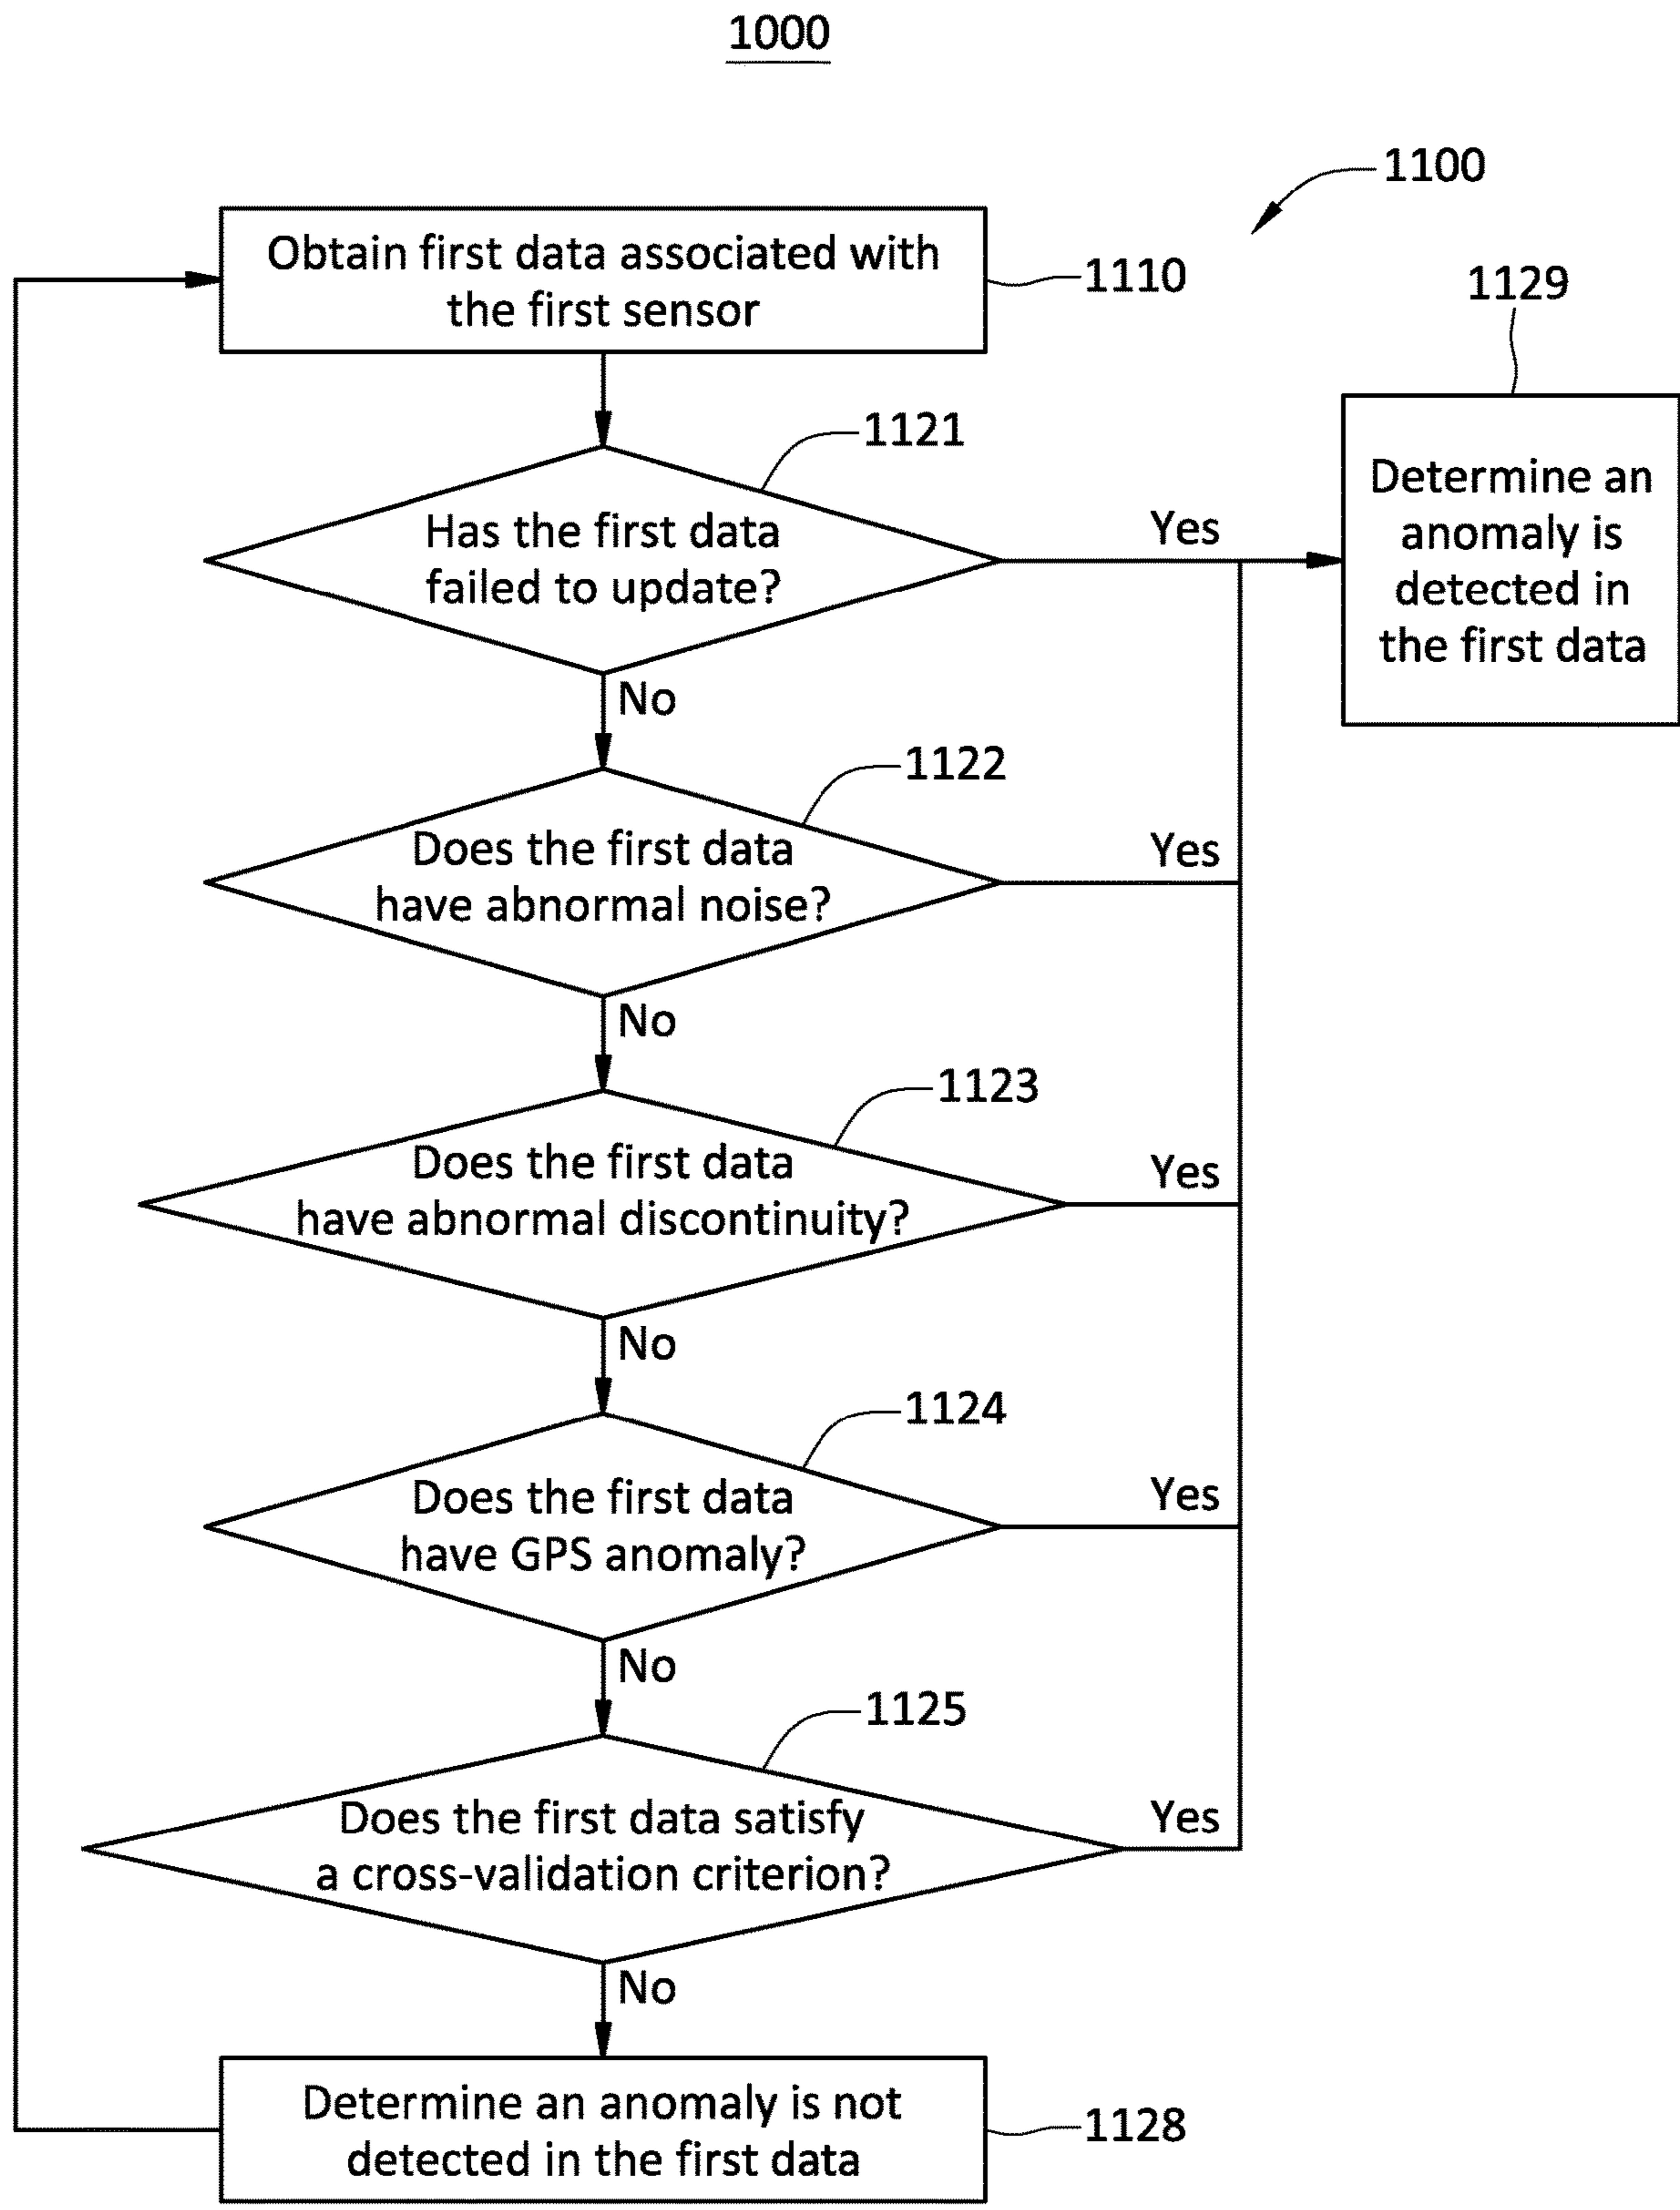 1000
1100
Obtain first data associated with
the first sensor
1110
1129
Determine an
anomaly is
detected in
the first data
1121
Has the first data
failed to update?
Yes
No
1122
Does the first data
have abnormal noise?
Yes
No
1123
Does the first data
have abnormal discontinuity?
Yes
No
1124
Does the first data
have GPS anomaly?
Yes
No
1125
Does the first data satisfy
a cross-validation criterion?
Yes
No
Determine an anomaly is not
detected in the first data
1128